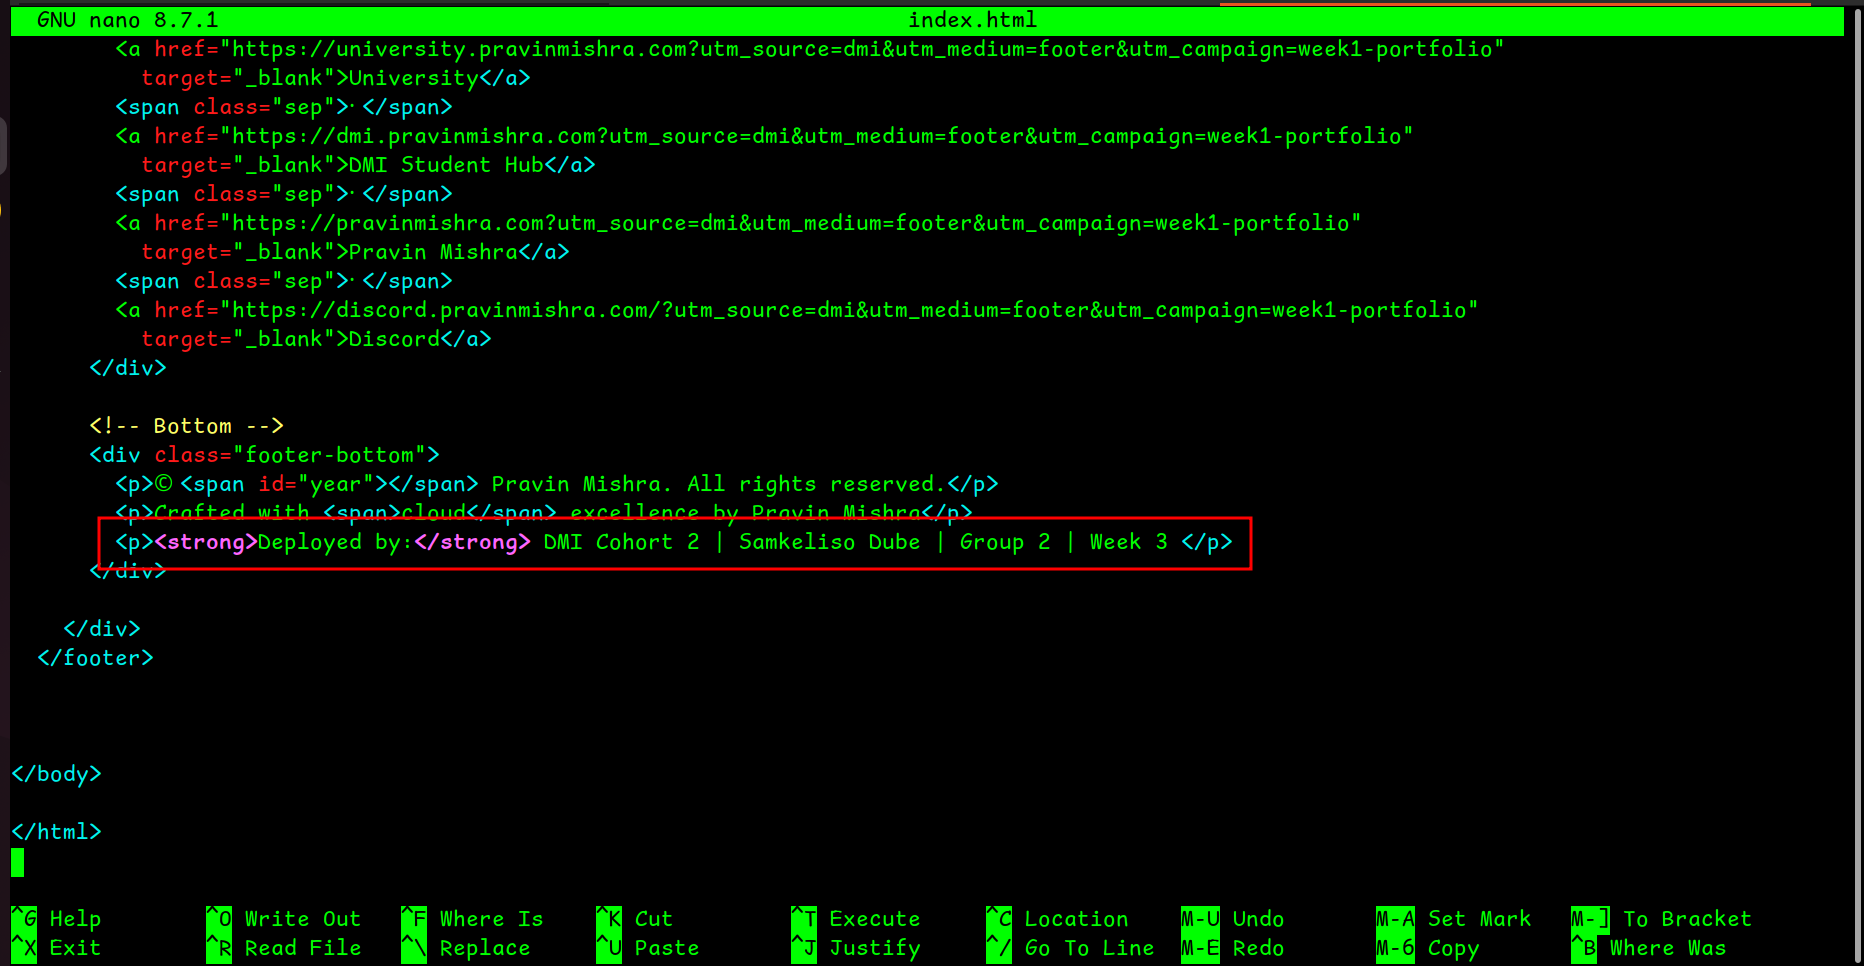 GNU nano 8.7.1 index.html
<a href="https://university.pravinmishra.com?utm_source=dmi&utm_medium=footer&utm_campaign=week1-portfolio"
target="_blank">University</a>
<span class="sep">·</span>
<a href="https://dmi.pravinmishra.com?utm_source=dmi&utm_medium=footer&utm_campaign=week1-portfolio"
target="_blank">DMI Student Hub</a>
<span class="sep">·</span>
<a href="https://pravinmishra.com?utm_source=dmi&utm_medium=footer&utm_campaign=week1-portfolio"
target="_blank">Pravin Mishra</a>
<span class="sep">·</span>
<a href="https://discord.pravinmishra.com/?utm_source=dmi&utm_medium=footer&utm_campaign=week1-portfolio"
target="_blank">Discord</a>
</div>
<!-- Bottom -->
<div class="footer-bottom">
<p>© <span id="year"></span> Pravin Mishra. All rights reserved.</p>
<p>Crafted with <span>cloud</span> excellence by Pravin Mishra</p>
<p><strong>Deployed by:</strong> DMI Cohort 2 | Samkeliso Dube | Group 2 | Week 3 </p>
</div>
</div>
</footer>
</body>
</html>
^G Help ^O Write Out ^F Where Is ^K Cut ^T Execute ^C Location M-U Undo M-A Set Mark M-] To Bracket
^X Exit ^R Read File ^\ Replace ^U Paste ^J Justify ^/ Go To Line M-E Redo M-6 Copy ^B Where Was